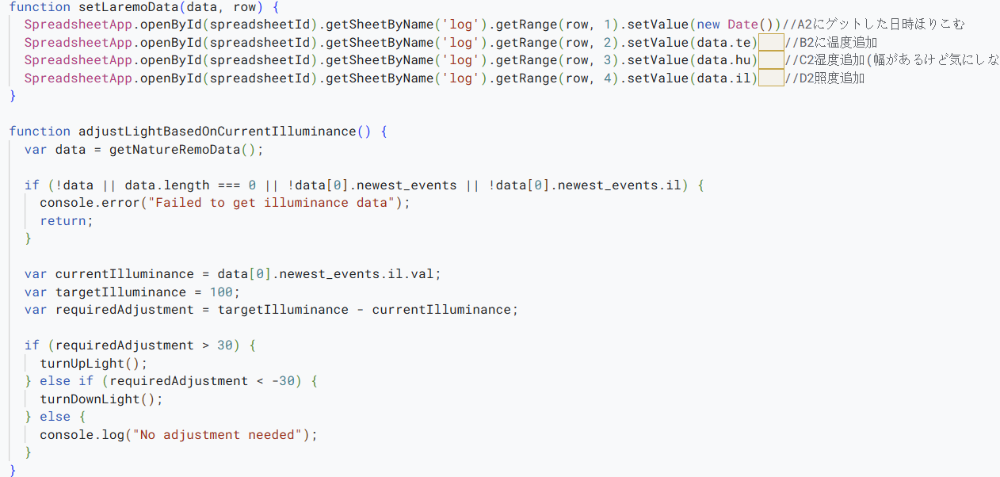 function setLaremoData(data, row) {
  SpreadsheetApp.openById(spreadsheetId).getSheetByName('log').getRange(row, 1).setValue(new Date())//A2にゲットした日時ほりこむ
  SpreadsheetApp.openById(spreadsheetId).getSheetByName('log').getRange(row, 2).setValue(data.te)　　//B2に温度追加
  SpreadsheetApp.openById(spreadsheetId).getSheetByName('log').getRange(row, 3).setValue(data.hu)　　//C2湿度追加(幅があるけど気にしな
  SpreadsheetApp.openById(spreadsheetId).getSheetByName('log').getRange(row, 4).setValue(data.il)　　//D2照度追加
}

function adjustLightBasedOnCurrentIlluminance() {
  var data = getNatureRemoData();

  if (!data || data.length === 0 || !data[0].newest_events || !data[0].newest_events.il) {
    console.error("Failed to get illuminance data");
    return;
  }

  var currentIlluminance = data[0].newest_events.il.val;
  var targetIlluminance = 100;
  var requiredAdjustment = targetIlluminance - currentIlluminance;

  if (requiredAdjustment > 30) {
    turnUpLight();
  } else if (requiredAdjustment < -30) {
    turnDownLight();
  } else {
    console.log("No adjustment needed");
  }
}